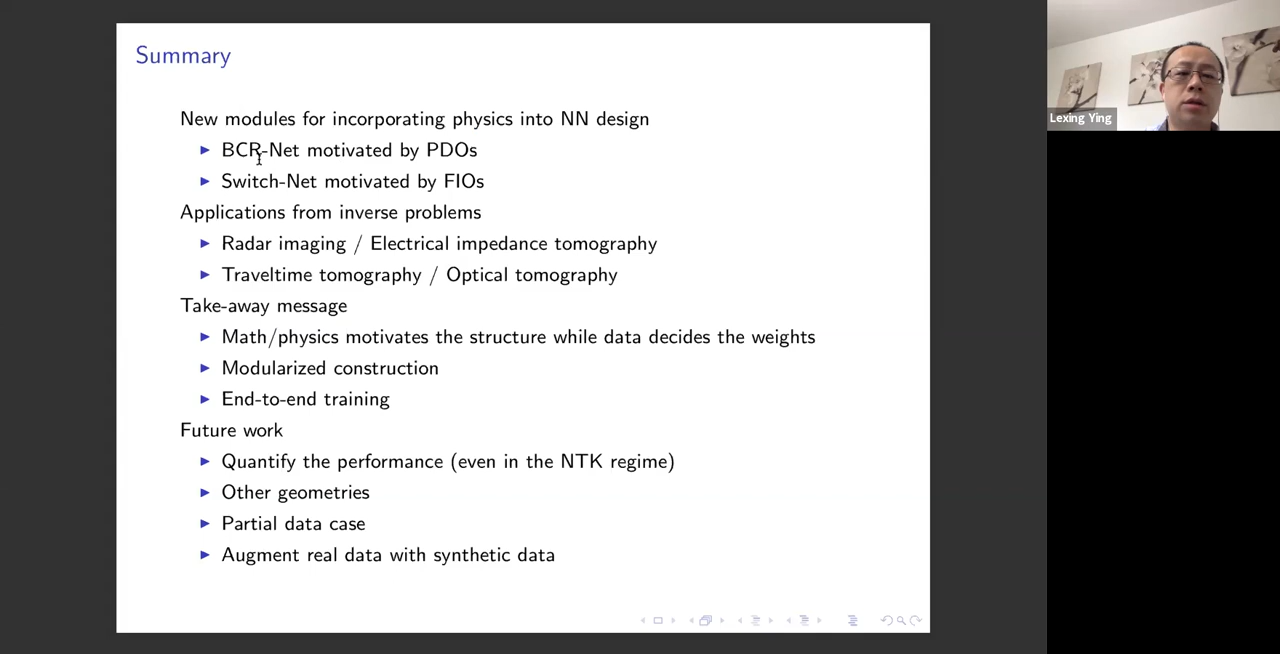 Summary
New modules for incorporating physics into NN design
BCR-Net motivated by PDOs
Switch-Net motivated by FIOs
Applications from inverse problems
Radar imaging / Electrical impedance tomography
Traveltime tomography / Optical tomography
Take-away message
Math/physics motivates the structure while data decides the weights
Modularized construction
End-to-end training
Future work
Quantify the performance (even in the NTK regime)
Other geometries
Partial data case
Augment real data with synthetic data
Lexing Ying